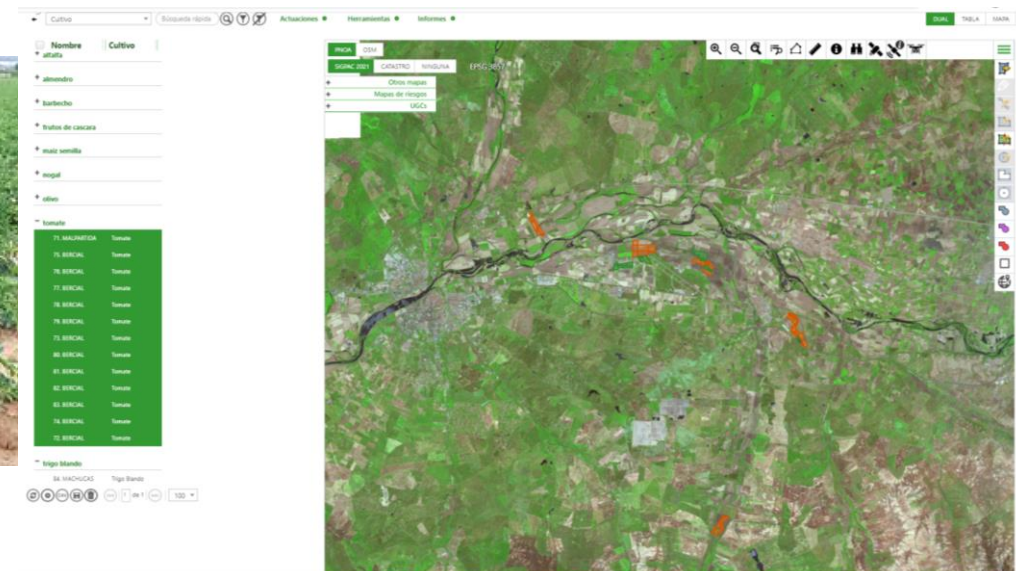 Cultivo
Búsqueda rápida
Actuaciones
Herramientas
Informes
DUAL
TABLA
MAPA
Nombre Cultivo
alfalfa
almendro
barbecho
frutos de cascara
maiz semilla
nogal
olivo
tomate
71. MALPARTIDA Tomate
75. BERCIAL Tomate
76. BERCIAL Tomate
77. BERCIAL Tomate
78. BERCIAL Tomate
79. BERCIAL Tomate
73. BERCIAL Tomate
80. BERCIAL Tomate
81. BERCIAL Tomate
82. BERCIAL Tomate
83. BERCIAL Tomate
74. BERCIAL Tomate
72. BERCIAL Tomate
trigo blando
MACHUCAS Trigo Blando
1 de 1
100
PNOA OSM
SIGPAC 2021 CATASTRO NINGUNA
Otros mapas
Mapas de riesgos
UGCs